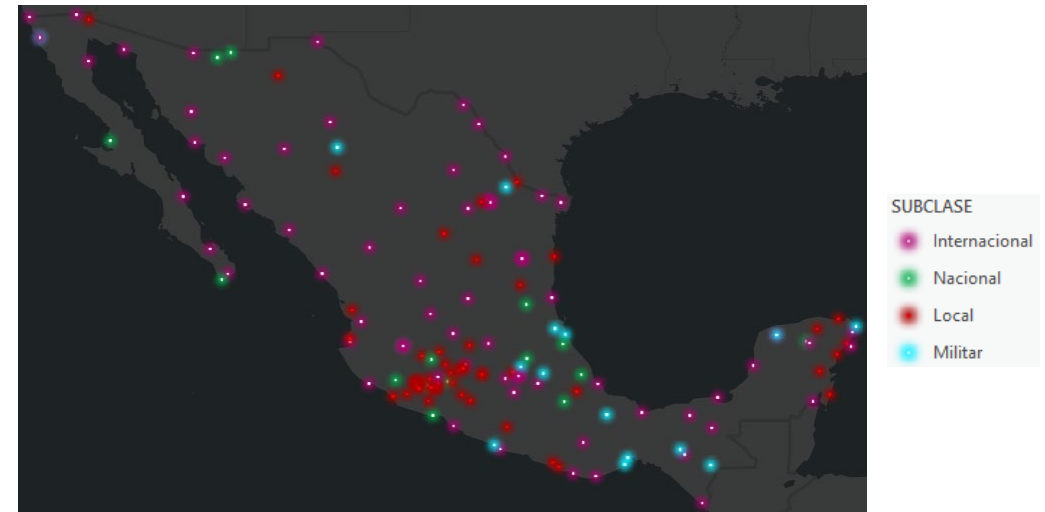 SUBCLASE
Internacional
Nacional
Local
Militar